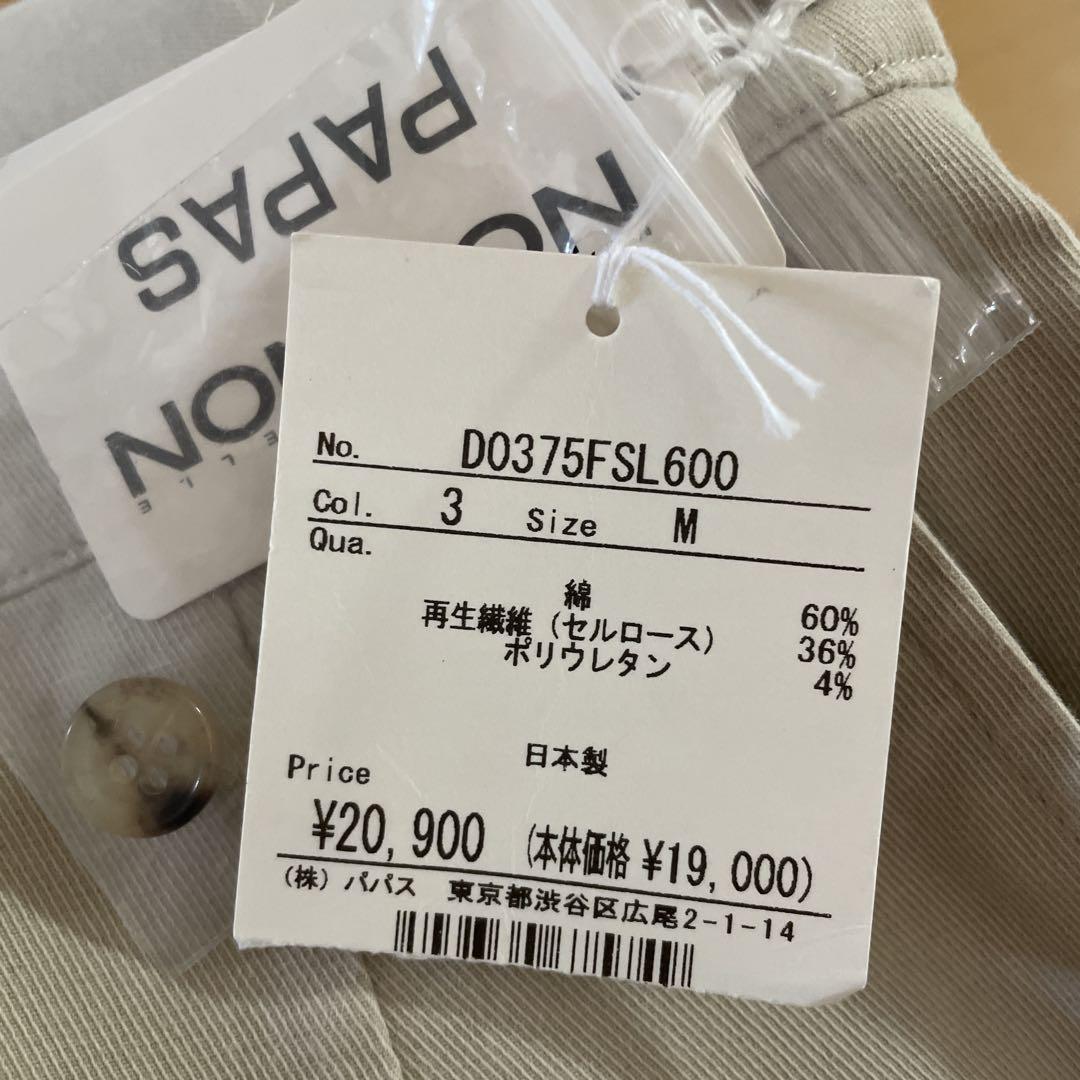 PAPAS
No. D0375FSL600
Col. 3 Size M
Qua.
綿 60%
再生繊維 (セルロース) 36%
ポリウレタン 4%
日本製
Price
¥20,900 (本体価格 ¥19,000)
(株) パパス 東京都渋谷区広尾2-1-14